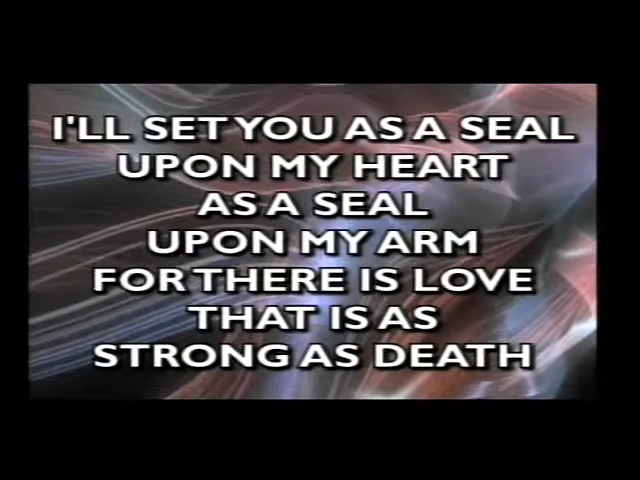 I'LL SET YOU AS A SEAL
UPON MY HEART
AS A SEAL
UPON MY ARM
FOR THERE IS LOVE
THAT IS AS
STRONG AS DEATH